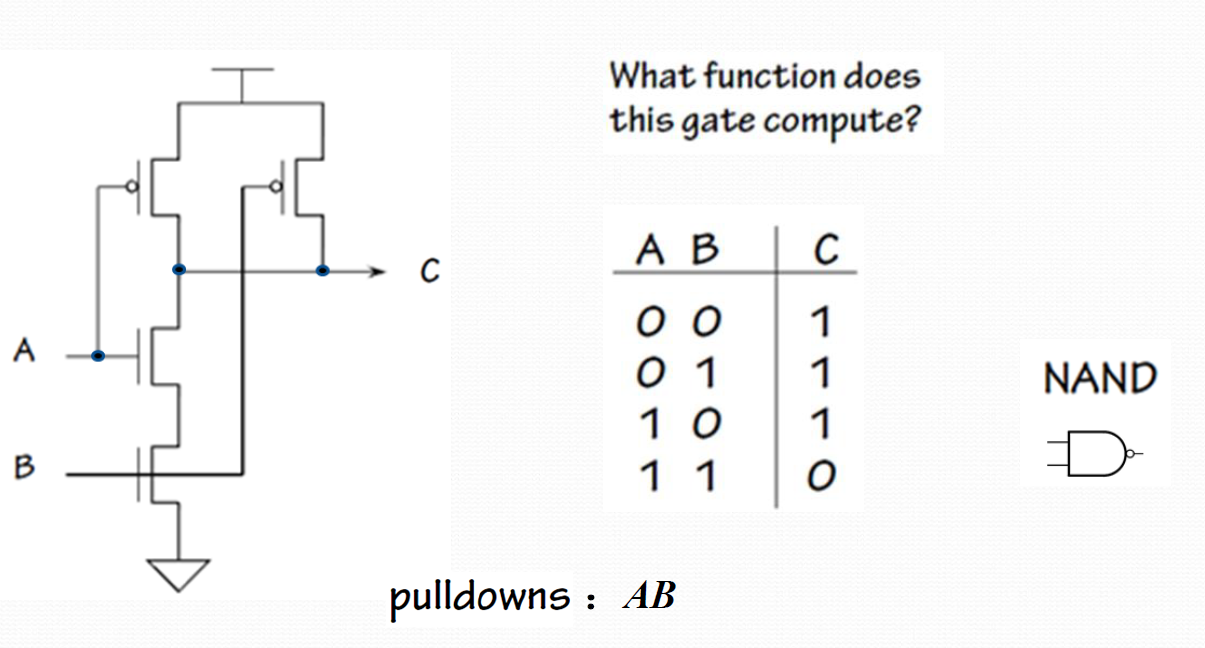 What function does
this gate compute?
A B C
0 0 1
0 1 1
1 0 1
1 1 0
C
A
B
NAND
pulldowns : AB